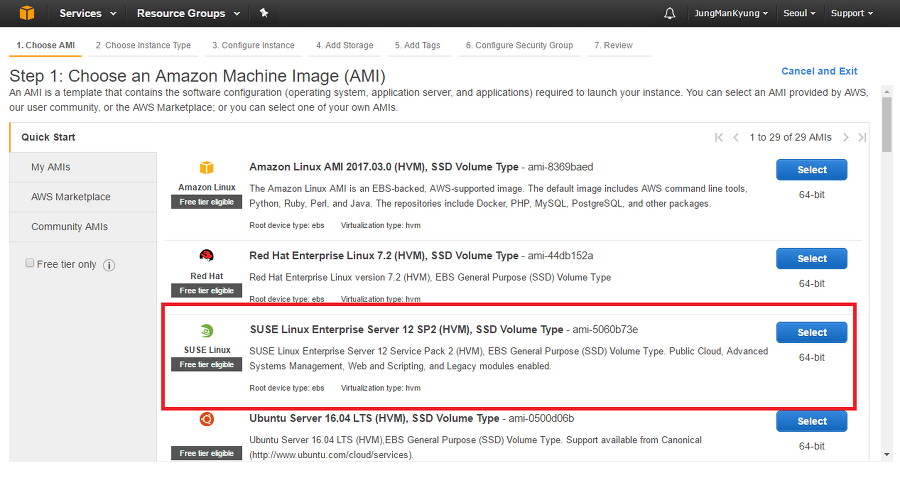 Services Resource Groups JungManKyung Seoul Support
1. Choose AMI 2. Choose Instance Type 3. Configure Instance 4. Add Storage 5. Add Tags 6. Configure Security Group 7. Review
Step 1: Choose an Amazon Machine Image (AMI)
Cancel and Exit
An AMI is a template that contains the software configuration (operating system, application server, and applications) required to launch your instance. You can select an AMI provided by AWS,
our user community, or the AWS Marketplace; or you can select one of your own AMIs.
Quick Start
My AMIs
AWS Marketplace
Community AMIs
Free tier only
1 to 29 of 29 AMIs
Amazon Linux
Free tier eligible
Amazon Linux AMI 2017.03.0 (HVM), SSD Volume Type - ami-8369baed
The Amazon Linux AMI is an EBS-backed, AWS-supported image. The default image includes AWS command line tools,
Python, Ruby, Perl, and Java. The repositories include Docker, PHP, MySQL, PostgreSQL, and other packages.
Root device type: ebs Virtualization type: hvm
Select
64-bit
Red Hat
Free tier eligible
Red Hat Enterprise Linux 7.2 (HVM), SSD Volume Type - ami-44db152a
Red Hat Enterprise Linux version 7.2 (HVM), EBS General Purpose (SSD) Volume Type
Root device type: ebs Virtualization type: hvm
Select
64-bit
SUSE Linux
Free tier eligible
SUSE Linux Enterprise Server 12 SP2 (HVM), SSD Volume Type - ami-5060b73e
SUSE Linux Enterprise Server 12 Service Pack 2 (HVM), EBS General Purpose (SSD) Volume Type. Public Cloud, Advanced
Systems Management, Web and Scripting, and Legacy modules enabled.
Root device type: ebs Virtualization type: hvm
Select
64-bit
Free tier eligible
Ubuntu Server 16.04 LTS (HVM), SSD Volume Type - ami-0500d06b
Ubuntu Server 16.04 LTS (HVM),EBS General Purpose (SSD) Volume Type. Support available from Canonical
(http://www.ubuntu.com/cloud/services).
Select
64-bit